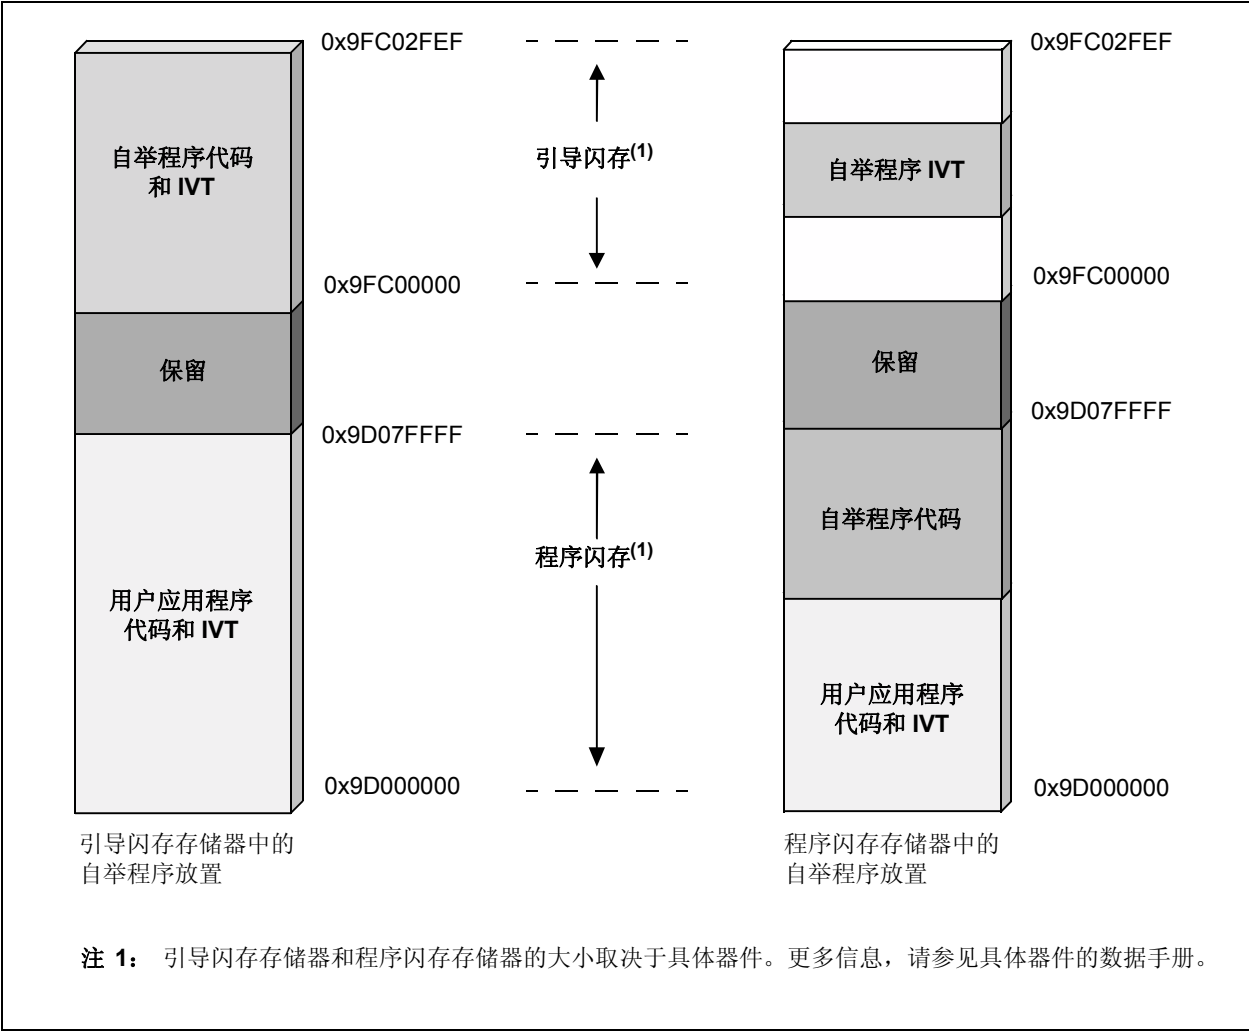 0x9FC02FEF
自举程序代码
和 IVT
0x9FC00000
保留
0x9D07FFFF
用户应用程序
代码和 IVT
0x9D000000
引导闪存存储器中的
自举程序放置
引导闪存(1)
程序闪存(1)
0x9FC02FEF
自举程序 IVT
0x9FC00000
保留
0x9D07FFFF
自举程序代码
用户应用程序
代码和 IVT
0x9D000000
程序闪存存储器中的
自举程序放置
注 1： 引导闪存存储器和程序闪存存储器的大小取决于具体器件。更多信息，请参见具体器件的数据手册。